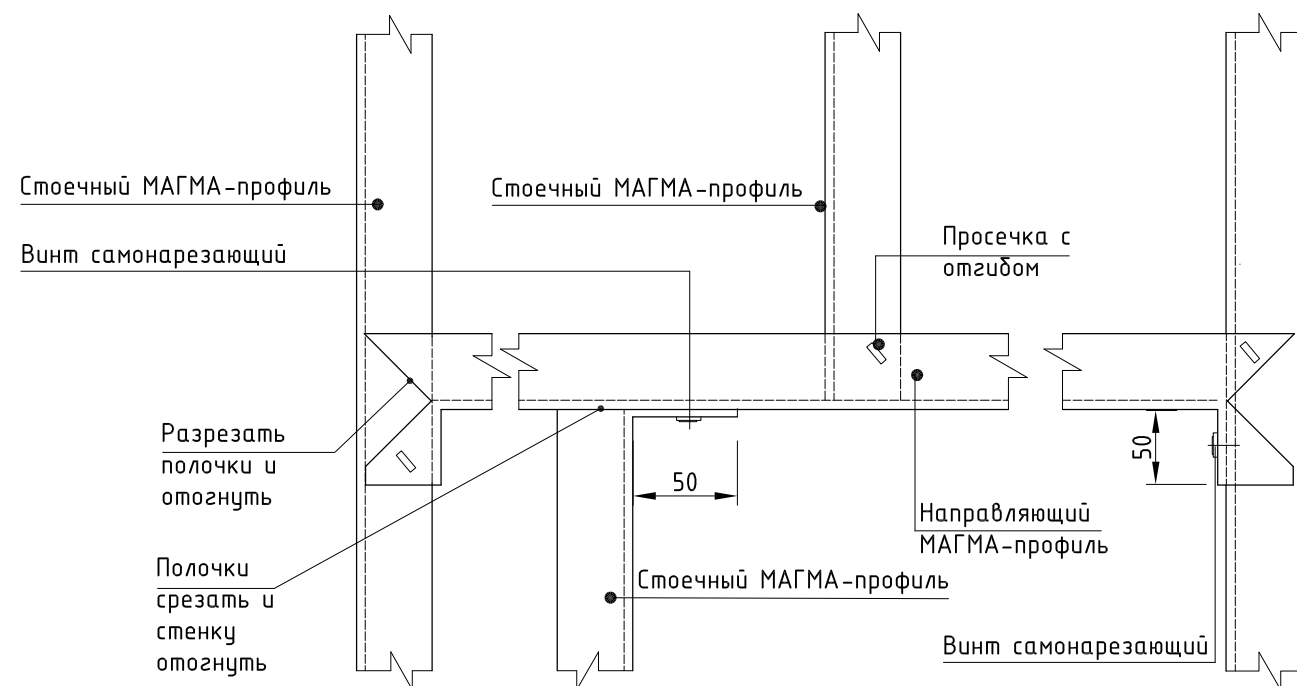 Стоечный МАГМА-профиль
Стоечный МАГМА-профиль
Винт самонарезающий
Просечка с
отгибом
Разрезать
полочки и
отогнуть
50
50
Направляющий
МАГМА-профиль
Полочки
срезать и
стенку
отогнуть
Стоечный МАГМА-профиль
Винт самонарезающий